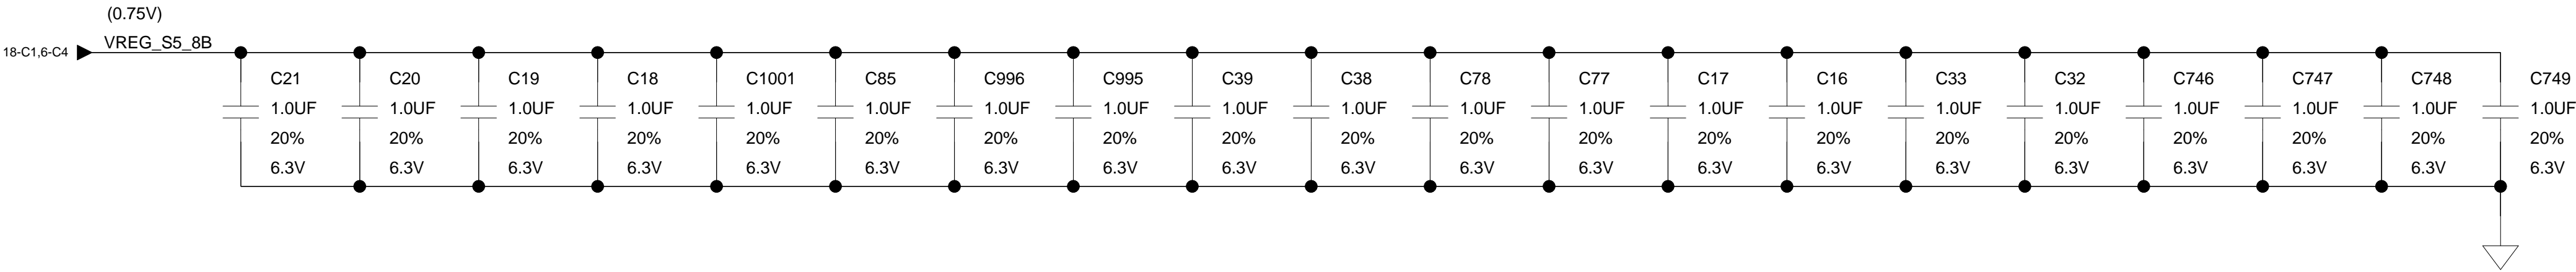 (0.75V)
18-C1,6-C4 VREG_S5_8B
C21 C20 C19 C18 C1001 C85 C996 C995 C39 C38 C78 C77 C17 C16 C33 C32 C746 C747 C748 C749
1.0UF 1.0UF 1.0UF 1.0UF 1.0UF 1.0UF 1.0UF 1.0UF 1.0UF 1.0UF 1.0UF 1.0UF 1.0UF 1.0UF 1.0UF 1.0UF 1.0UF 1.0UF 1.0UF 1.0UF
20% 20% 20% 20% 20% 20% 20% 20% 20% 20% 20% 20% 20% 20% 20% 20% 20% 20% 20% 20%
6.3V 6.3V 6.3V 6.3V 6.3V 6.3V 6.3V 6.3V 6.3V 6.3V 6.3V 6.3V 6.3V 6.3V 6.3V 6.3V 6.3V 6.3V 6.3V 6.3V